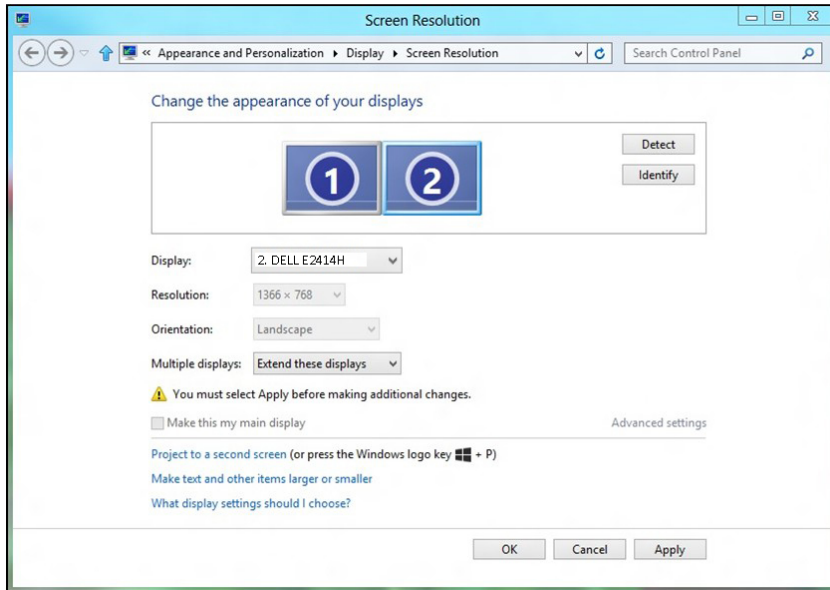 Screen Resolution
« Appearance and Personalization Display Screen Resolution Search Control Panel
Change the appearance of your displays
1 2
Detect
Identify
Display: 2. DELL E2414H
Resolution: 1366 × 768
Orientation: Landscape
Multiple displays: Extend these displays
You must select Apply before making additional changes.
Make this my main display Advanced settings
Project to a second screen (or press the Windows logo key + P)
Make text and other items larger or smaller
What display settings should I choose?
OK Cancel Apply